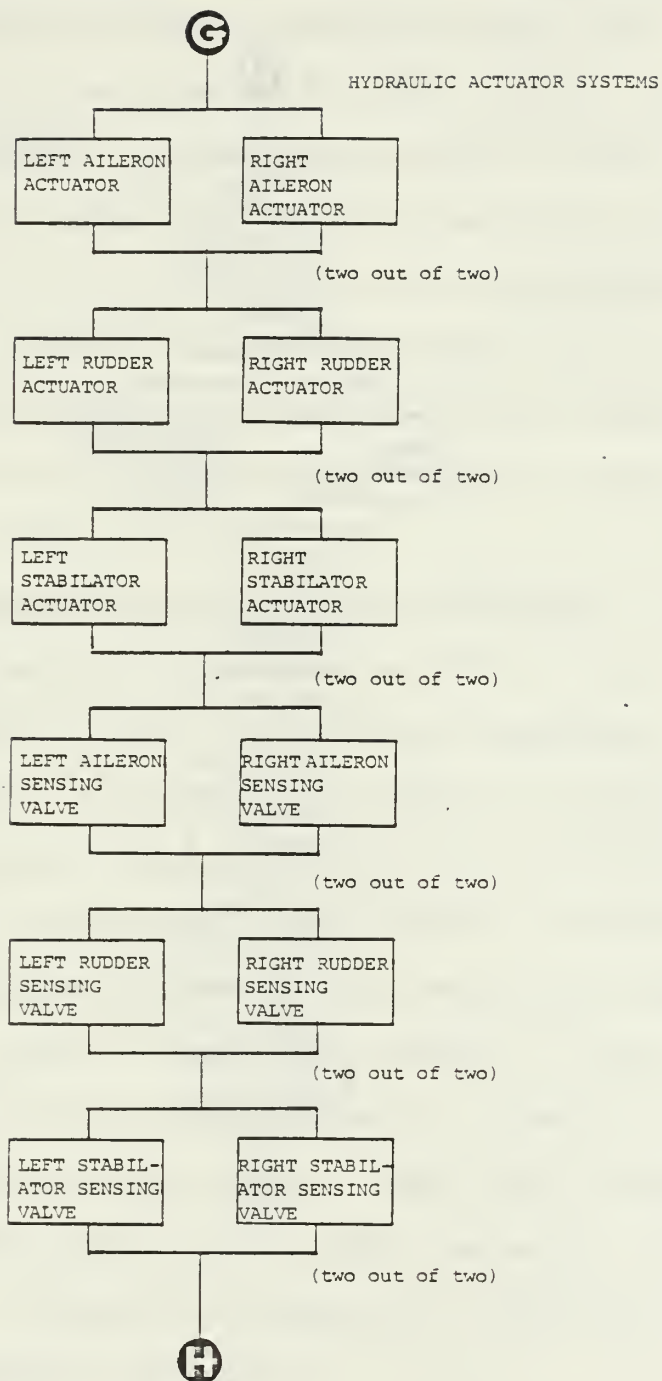 G
HYDRAULIC ACTUATOR SYSTEMS
LEFT AILERON
ACTUATOR
RIGHT
AILERON
ACTUATOR
(two out of two)
LEFT RUDDER
ACTUATOR
RIGHT RUDDER
ACTUATOR
(two out of two)
LEFT
STABILATOR
ACTUATOR
RIGHT
STABILATOR
ACTUATOR
(two out of two)
LEFT AILERON
SENSING
VALVE
RIGHT AILERON
SENSING
VALVE
(two out of two)
LEFT RUDDER
SENSING
VALVE
RIGHT RUDDER
SENSING
VALVE
(two out of two)
LEFT STABIL-
ATOR SENSING
VALVE
RIGHT STABIL-
ATOR SENSING
VALVE
(two out of two)
H